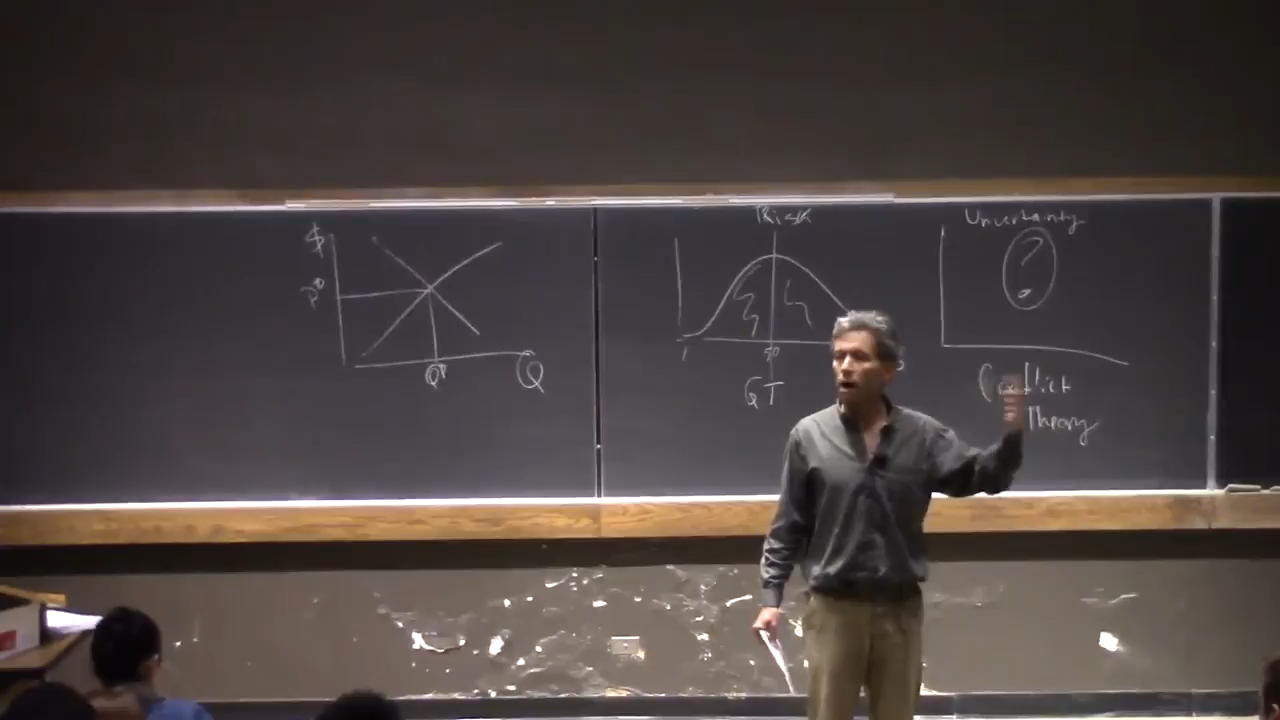 $
P*
Q*
Q
Risk
1
50
GT
Uncertainty
?
Conflict
Theory